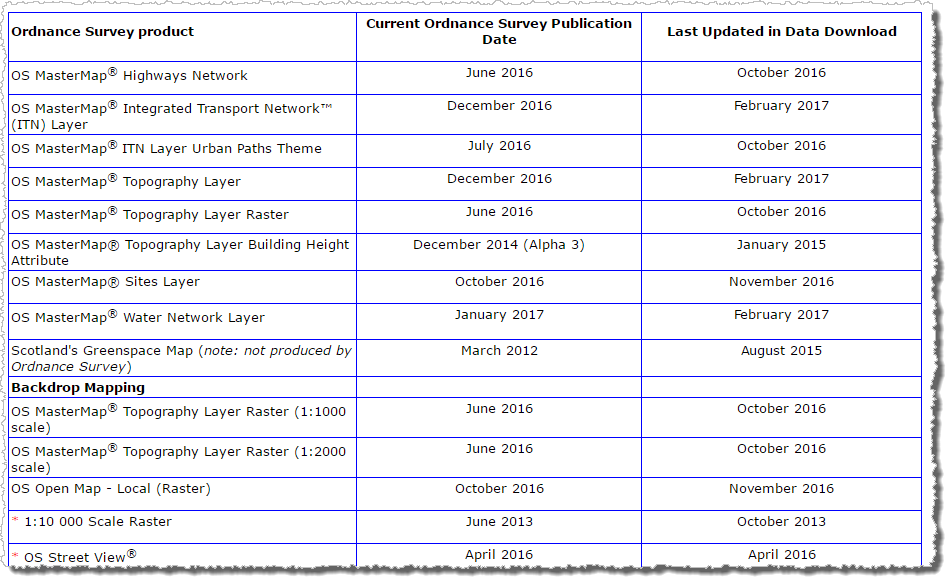 Ordnance Survey product
Current Ordnance Survey Publication
Date
Last Updated in Data Download
OS MasterMap® Highways Network
June 2016
October 2016
OS MasterMap® Integrated Transport Network™
(ITN) Layer
December 2016
February 2017
OS MasterMap® ITN Layer Urban Paths Theme
July 2016
October 2016
OS MasterMap® Topography Layer
December 2016
February 2017
OS MasterMap® Topography Layer Raster
June 2016
October 2016
OS MasterMap® Topography Layer Building Height
Attribute
December 2014 (Alpha 3)
January 2015
OS MasterMap® Sites Layer
October 2016
November 2016
OS MasterMap® Water Network Layer
January 2017
February 2017
Scotland's Greenspace Map (note: not produced by
Ordnance Survey)
March 2012
August 2015
Backdrop Mapping
OS MasterMap® Topography Layer Raster (1:1000
scale)
June 2016
October 2016
OS MasterMap® Topography Layer Raster (1:2000
scale)
June 2016
October 2016
OS Open Map - Local (Raster)
October 2016
November 2016
* 1:10 000 Scale Raster
June 2013
October 2013
* OS Street View®
April 2016
April 2016